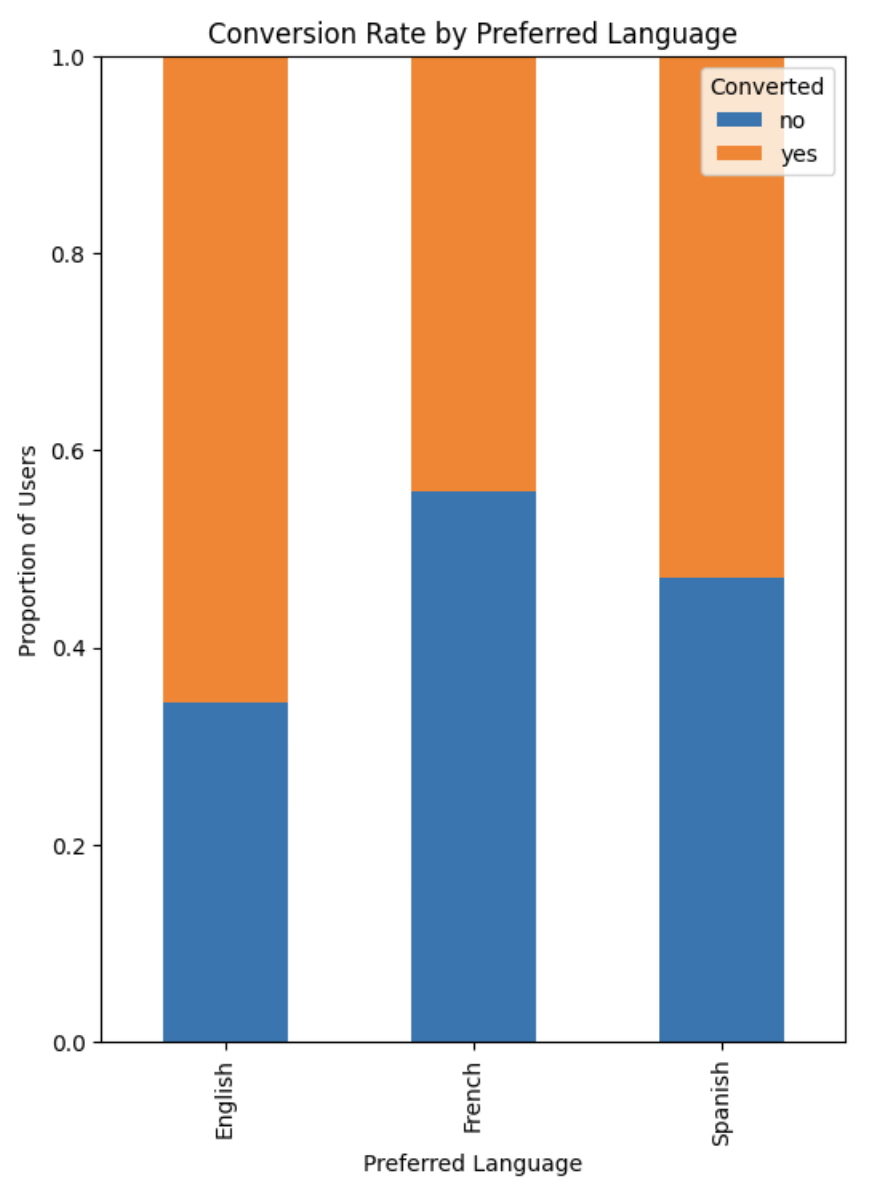 Conversion Rate by Preferred Language
Converted
no
yes
1.0
0.8
0.6
0.4
0.2
0.0
Proportion of Users
English
French
Spanish
Preferred Language